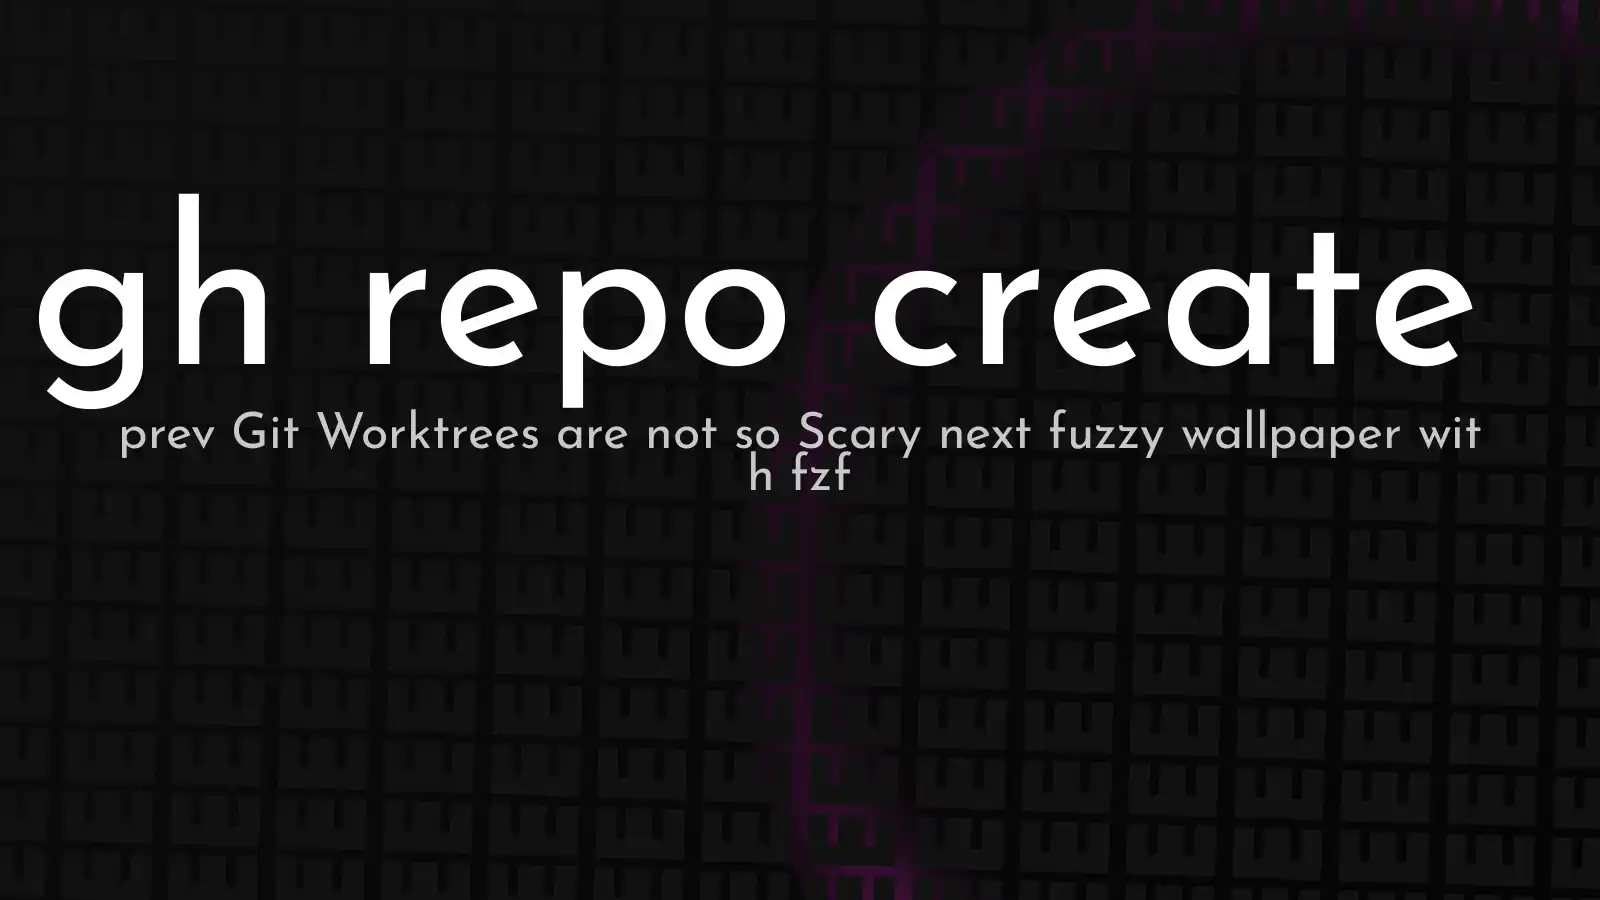 gh repo create
prev Git Worktrees are not so Scary next fuzzy wallpaper wit
h fzf